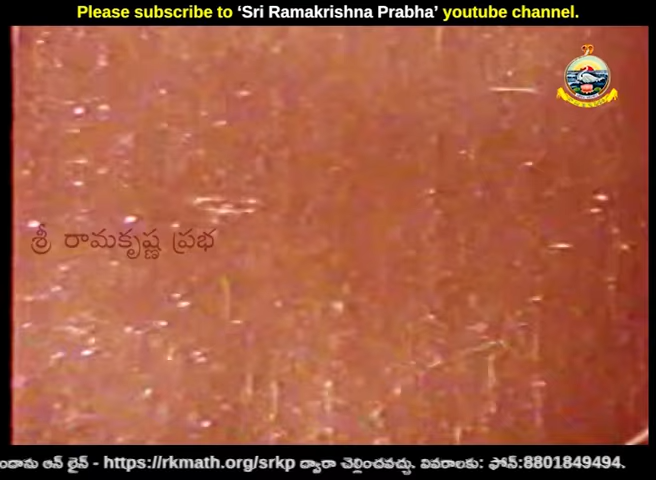 Please subscribe to ‘Sri Ramakrishna Prabha’ youtube channel.
శ్రీ రామకృష్ణ ప్రభ
ఆన్ లైన్ - https://rkmath.org/srkp ద్వారా చెల్లించవచ్చు. వివరాలకు: ఫోన్:8801849494.